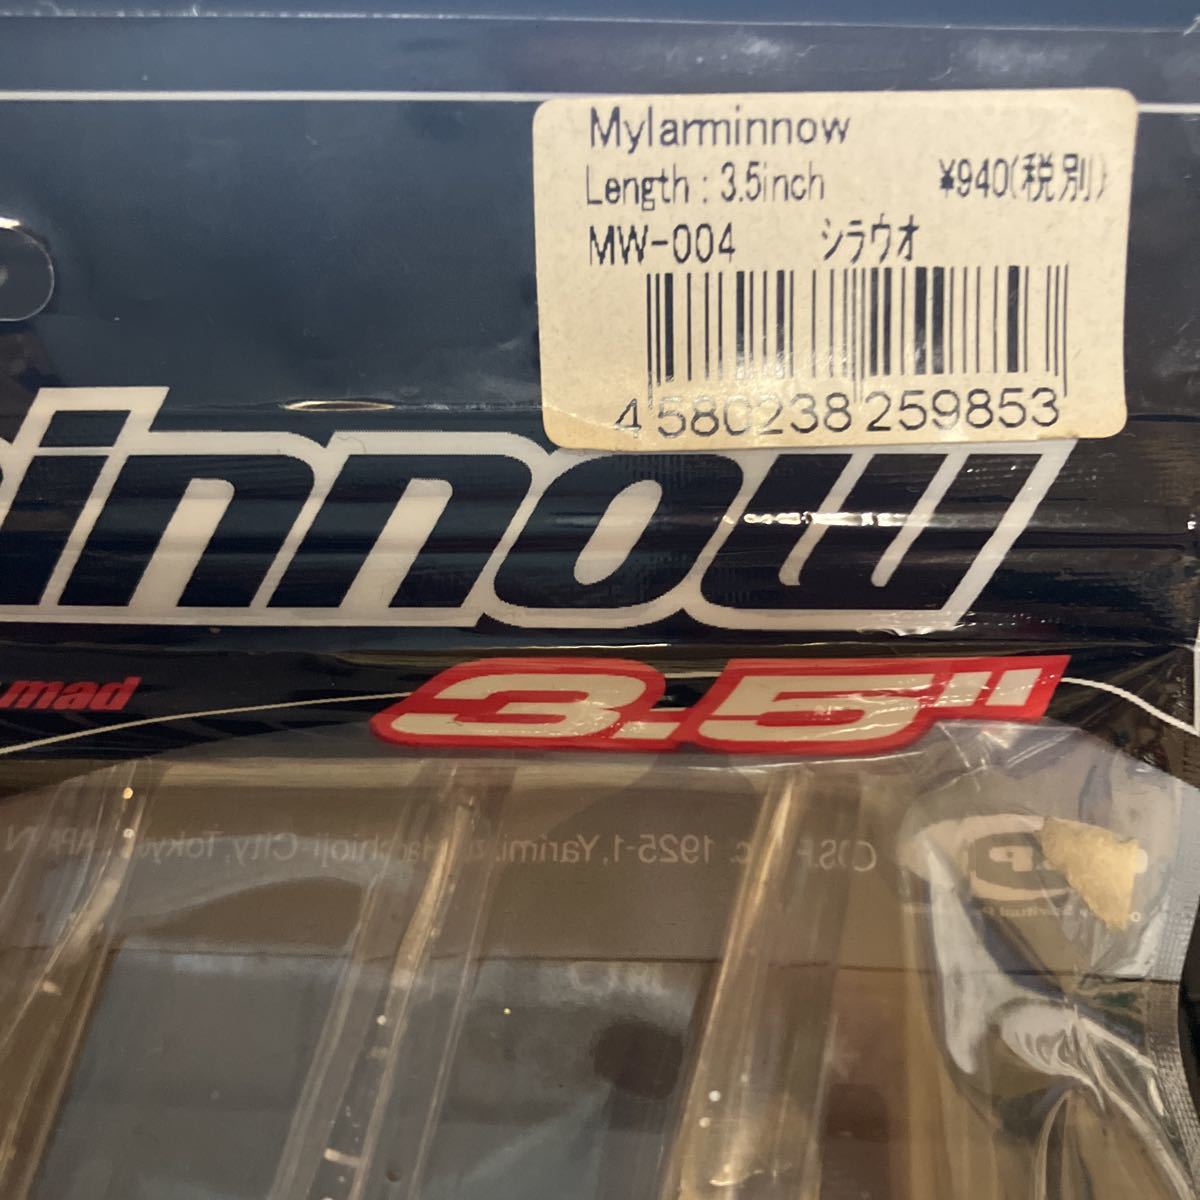 Mylarminnow
Length : 3.5inch ¥940(税別)
MW-004 シラウオ
4 580238 259853
innow
mad
3.5"
1925-1, Yarimizu Hachioji-City, Tokyo, JAPAN